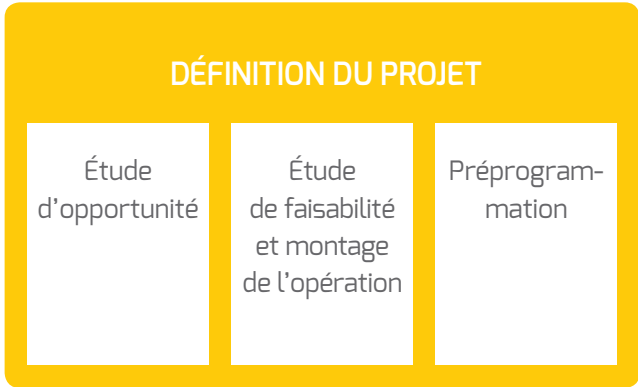 DÉFINITION DU PROJET
Étude
d’opportunité
Étude
de faisabilité
et montage
de l’opération
Préprogram-
mation